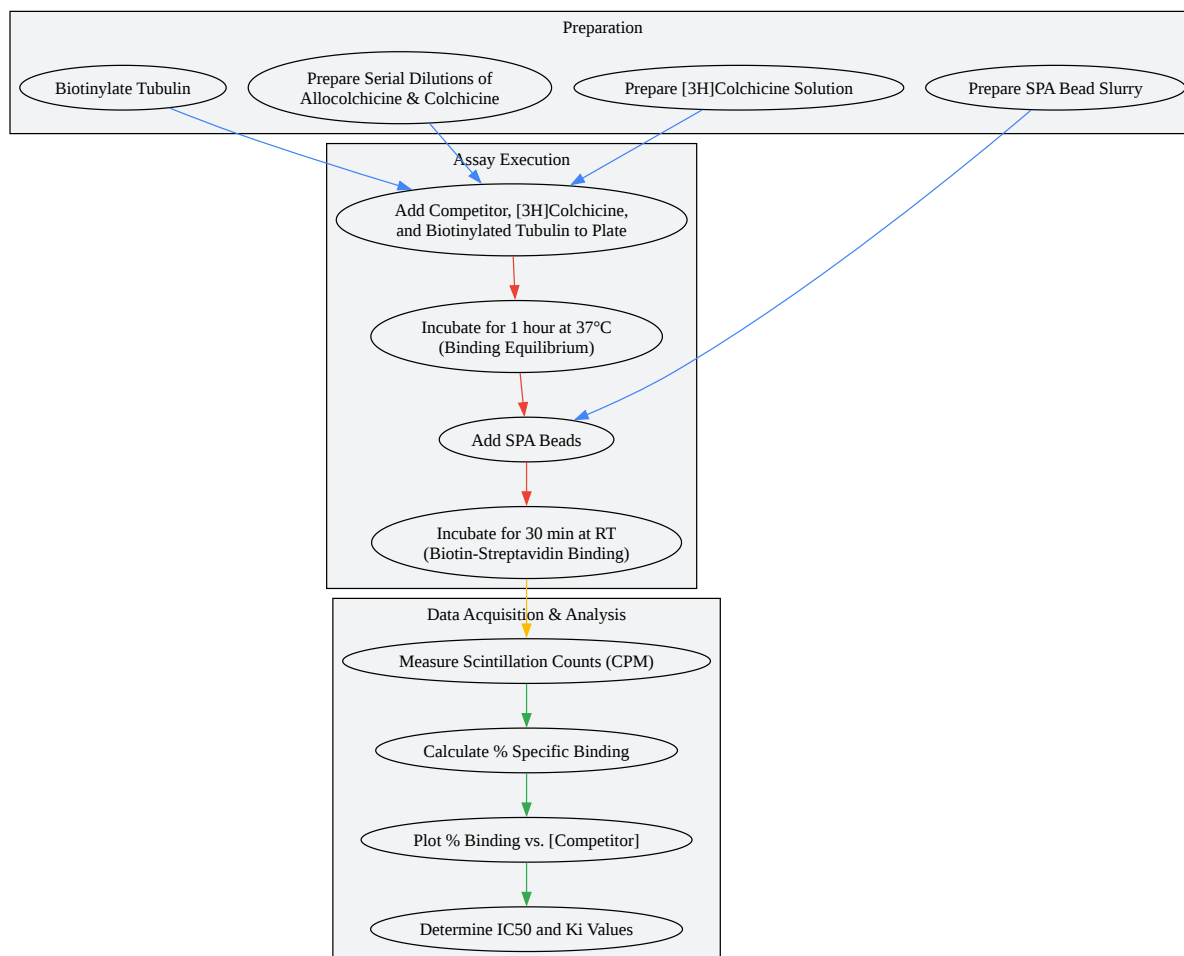 Preparation
Biotinylate Tubulin
Prepare Serial Dilutions of
Allocolchicine & Colchicine
Prepare [3H]Colchicine Solution
Prepare SPA Bead Slurry
Assay Execution
Add Competitor, [3H]Colchicine,
and Biotinylated Tubulin to Plate
Incubate for 1 hour at 37°C
(Binding Equilibrium)
Add SPA Beads
Incubate for 30 min at RT
(Biotin-Streptavidin Binding)
Data Acquisition & Analysis
Measure Scintillation Counts (CPM)
Calculate % Specific Binding
Plot % Binding vs. [Competitor]
Determine IC50 and Ki Values